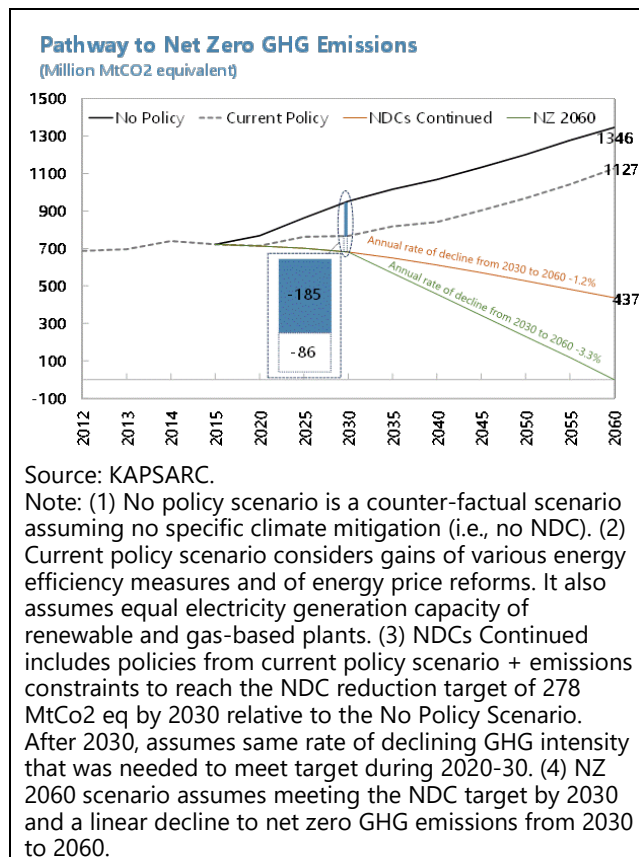 Pathway to Net Zero GHG Emissions
(Million MtCO2 equivalent)
1500
No Policy
Current Policy
NDCs Continued
NZ 2060
1300
1346
1100
1127
900
700
Annual rate of decline from 2030 to 2060 -1.2%
500
-185
437
Annual rate of decline from 2030 to 2060 -3.3%
300
-86
100
-100
2012
2013
2014
2015
2020
2025
2030
2035
2040
2045
2050
2055
2060
Source: KAPSARC.
Note: (1) No policy scenario is a counter-factual scenario
assuming no specific climate mitigation (i.e., no NDC). (2)
Current policy scenario considers gains of various energy
efficiency measures and of energy price reforms. It also
assumes equal electricity generation capacity of
renewable and gas-based plants. (3) NDCs Continued
includes policies from current policy scenario + emissions
constraints to reach the NDC reduction target of 278
MtCo2 eq by 2030 relative to the No Policy Scenario.
After 2030, assumes same rate of declining GHG intensity
that was needed to meet target during 2020-30. (4) NZ
2060 scenario assumes meeting the NDC target by 2030
and a linear decline to net zero GHG emissions from 2030
to 2060.